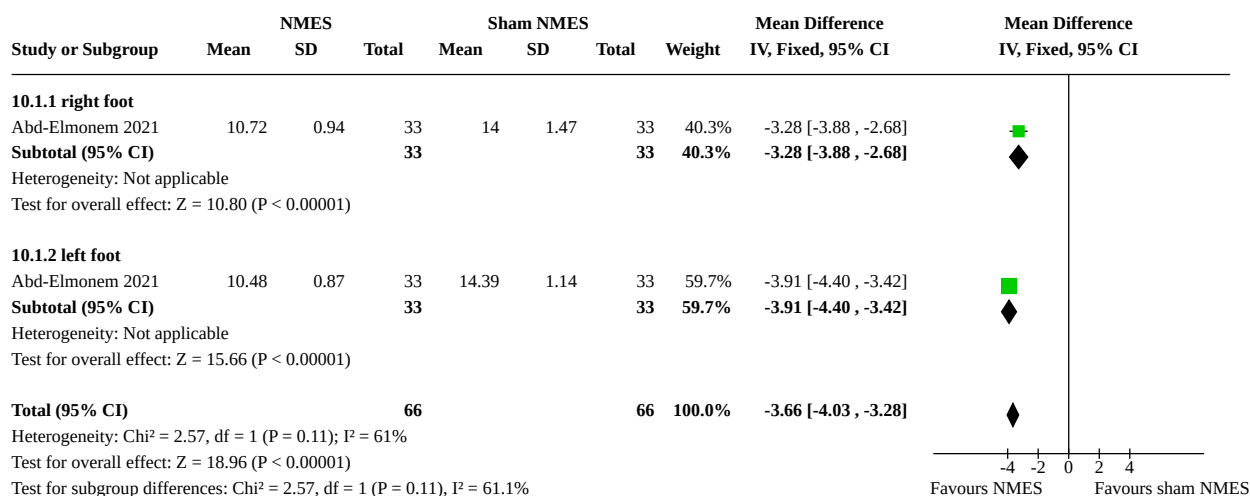 NMES Sham NMES Mean Difference Mean Difference
Study or Subgroup Mean SD Total Mean SD Total Weight IV, Fixed, 95% CI IV, Fixed, 95% CI
10.1.1 right foot
Abd-Elmonem 2021 10.72 0.94 33 14 1.47 33 40.3% -3.28 [-3.88 , -2.68]
Subtotal (95% CI) 33 33 40.3% -3.28 [-3.88 , -2.68]
Heterogeneity: Not applicable
Test for overall effect: Z = 10.80 (P < 0.00001)
10.1.2 left foot
Abd-Elmonem 2021 10.48 0.87 33 14.39 1.14 33 59.7% -3.91 [-4.40 , -3.42]
Subtotal (95% CI) 33 33 59.7% -3.91 [-4.40 , -3.42]
Heterogeneity: Not applicable
Test for overall effect: Z = 15.66 (P < 0.00001)
Total (95% CI) 66 66 100.0% -3.66 [-4.03 , -3.28]
Heterogeneity: Chi² = 2.57, df = 1 (P = 0.11); I² = 61%
Test for overall effect: Z = 18.96 (P < 0.00001)
-4 -2 0 2 4
Test for subgroup differences: Chi² = 2.57, df = 1 (P = 0.11), I² = 61.1%
Favours NMES Favours sham NMES